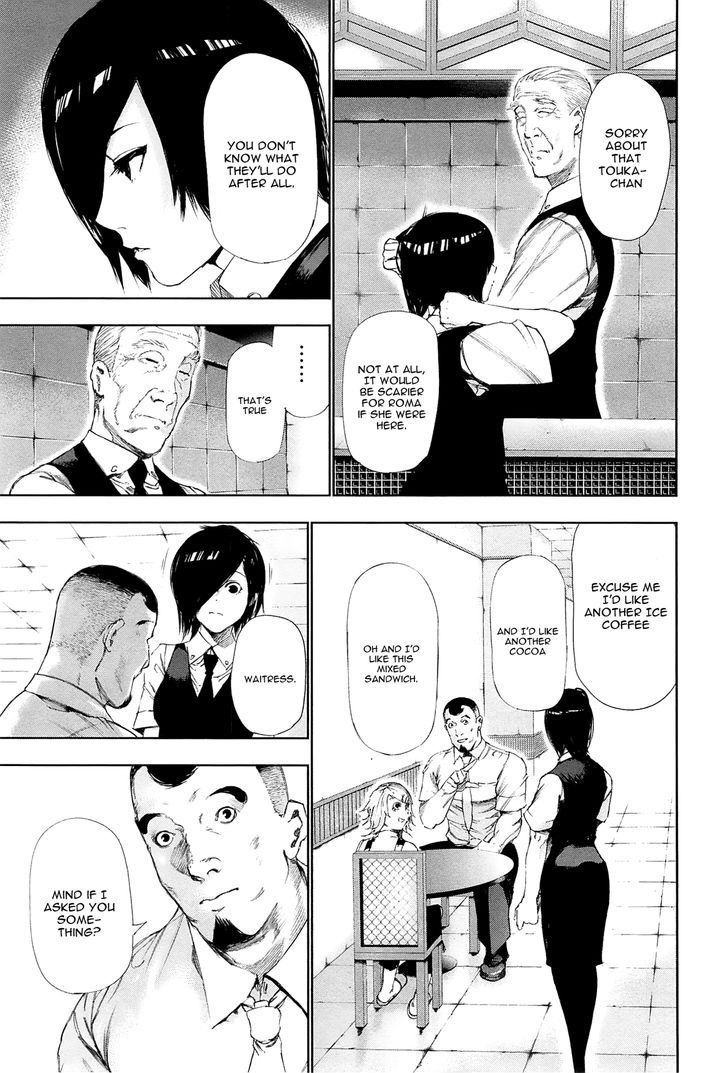 SORRY
ABOUT
THAT
TOUKA-
CHAN
NOT AT ALL,
IT WOULD
BE SCARIER
FOR ROMA
IF SHE WERE
HERE.
YOU DON'T
KNOW WHAT
THEY'LL DO
AFTER ALL.
......
THAT'S
TRUE
EXCUSE ME
I'D LIKE
ANOTHER ICE
COFFEE
AND I'D LIKE
ANOTHER
COCOA
OH AND I'D
LIKE THIS
MIXED
SANDWICH.
WAITRESS.
MIND IF I
ASKED YOU
SOME-
THING?